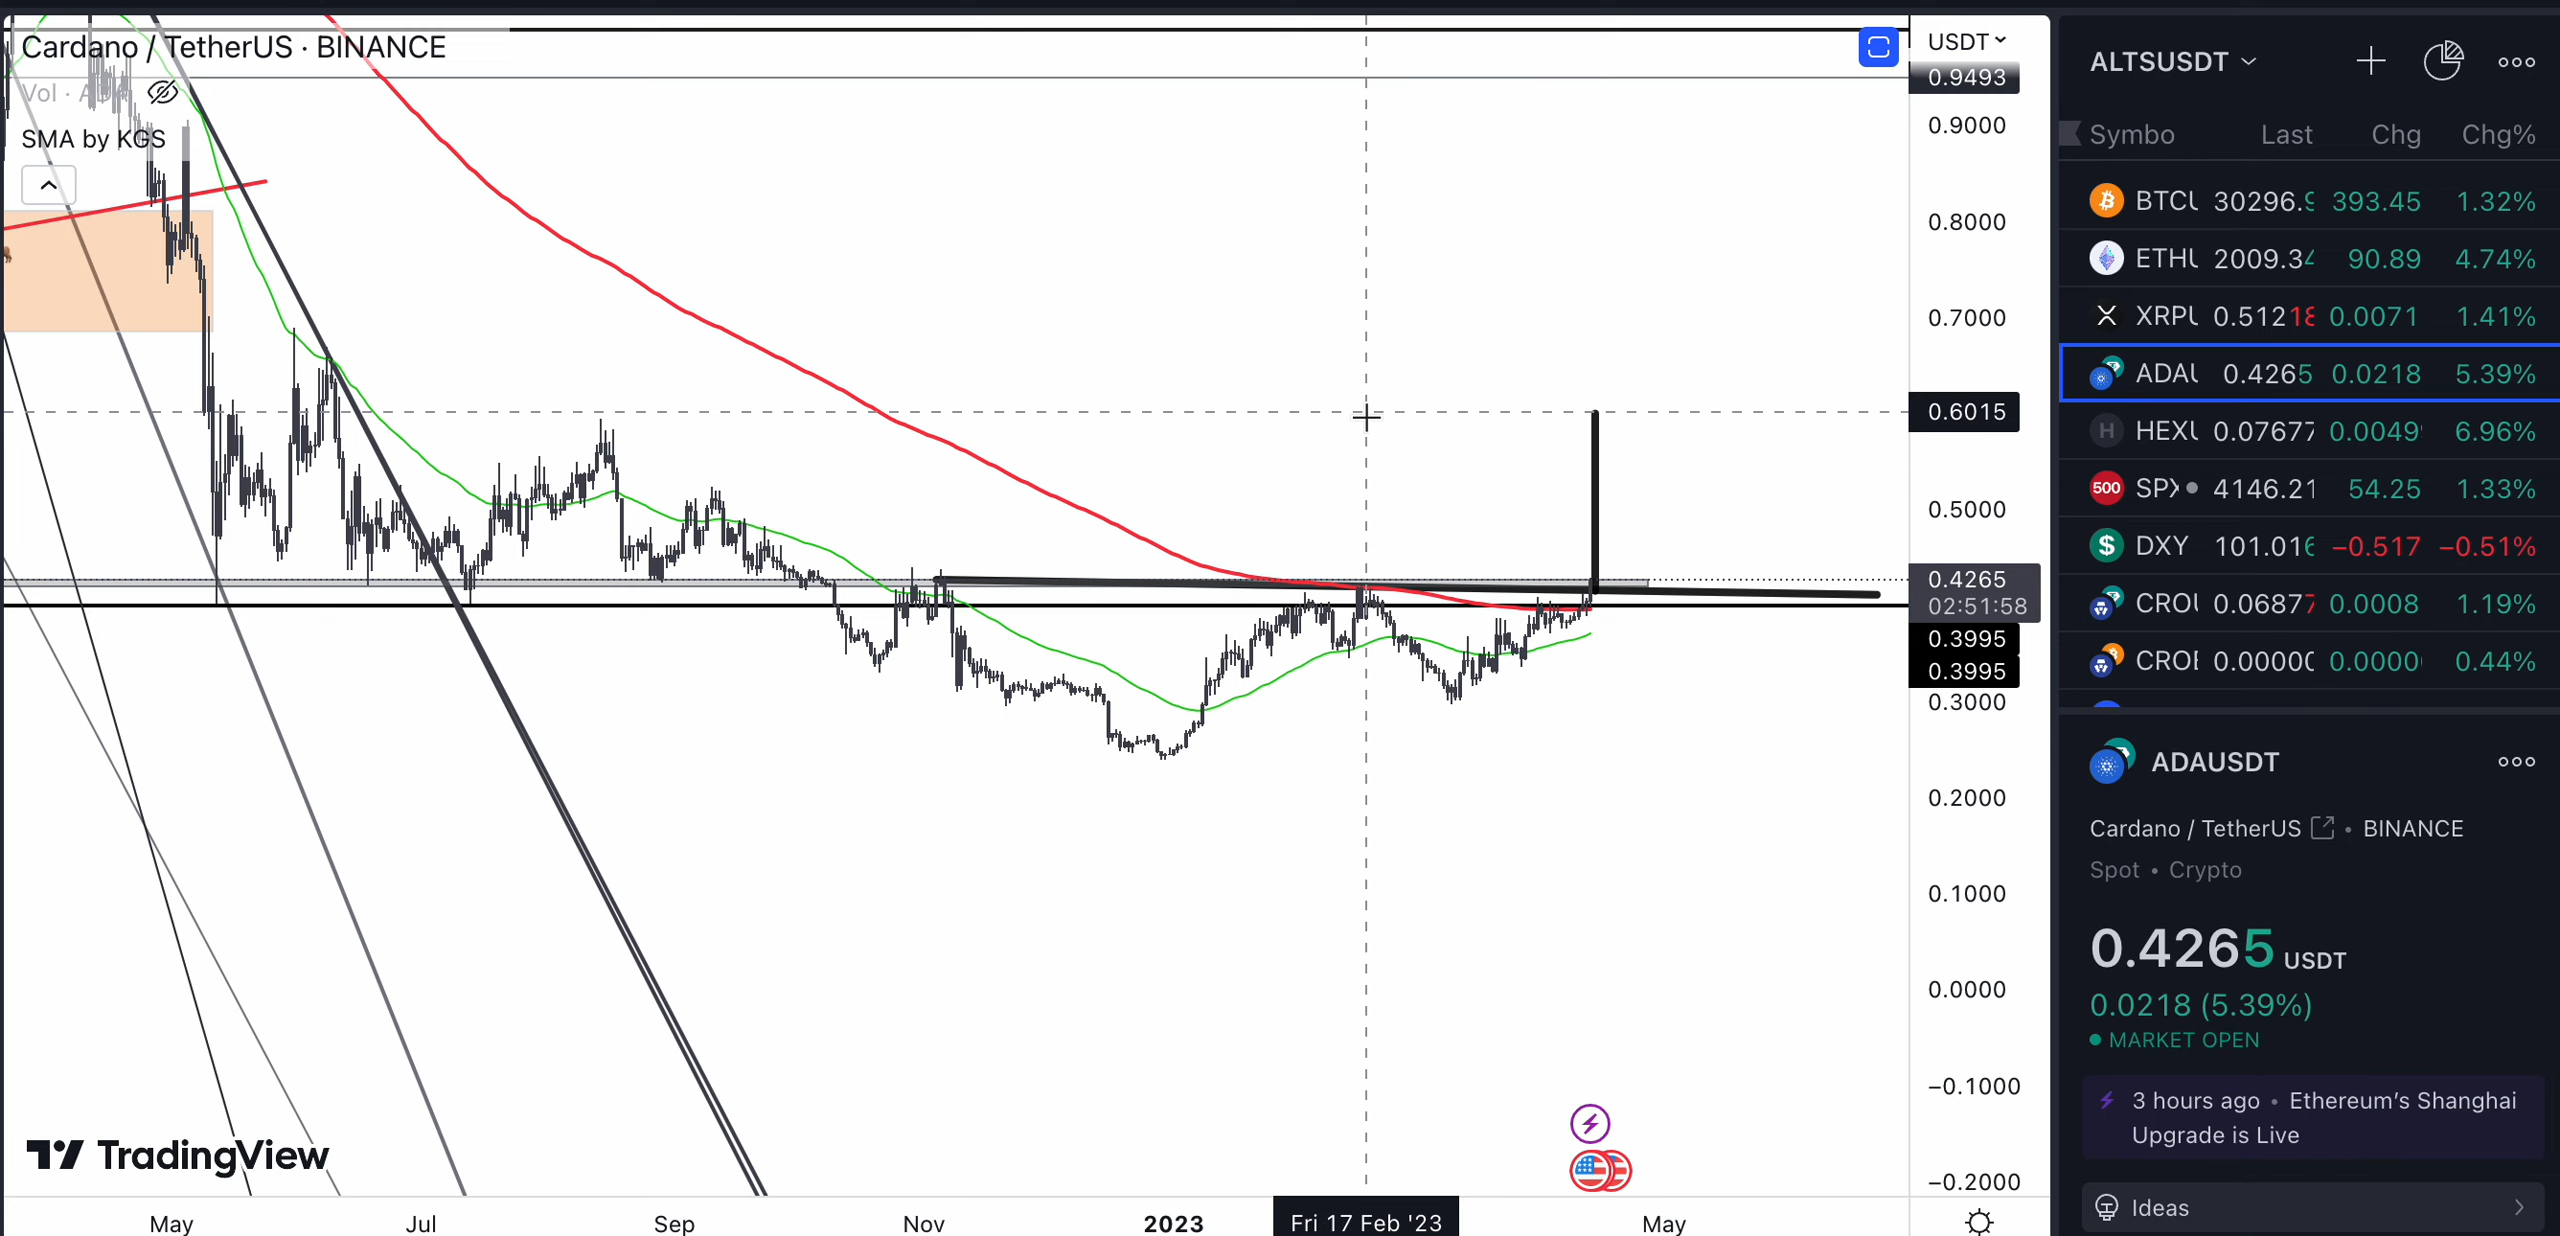 Cardano / TetherUS · BINANCE
Vol · ADA
SMA by KGS
USDT
0.9493
0.9000
0.8000
0.7000
0.6015
0.5000
0.4265
02:51:58
0.3995
0.3995
0.3000
0.2000
0.1000
0.0000
−0.1000
−0.2000
TradingView
May Jul Sep Nov 2023 Fri 17 Feb '23 May
ALTSUSDT
Symbo Last Chg Chg%
BTCU 30296.9 393.45 1.32%
ETHU 2009.34 90.89 4.74%
XRPU 0.51218 0.0071 1.41%
ADAU 0.4265 0.0218 5.39%
H HEXU 0.07677 0.0049 6.96%
500 SPX 4146.21 54.25 1.33%
$ DXY 101.016 −0.517 −0.51%
CROU 0.06877 0.0008 1.19%
CROE 0.00000 0.0000 0.44%
ADAUSDT
Cardano / TetherUS • BINANCE
Spot • Crypto
0.4265 USDT
0.0218 (5.39%)
MARKET OPEN
3 hours ago • Ethereum's Shanghai
Upgrade is Live
Ideas